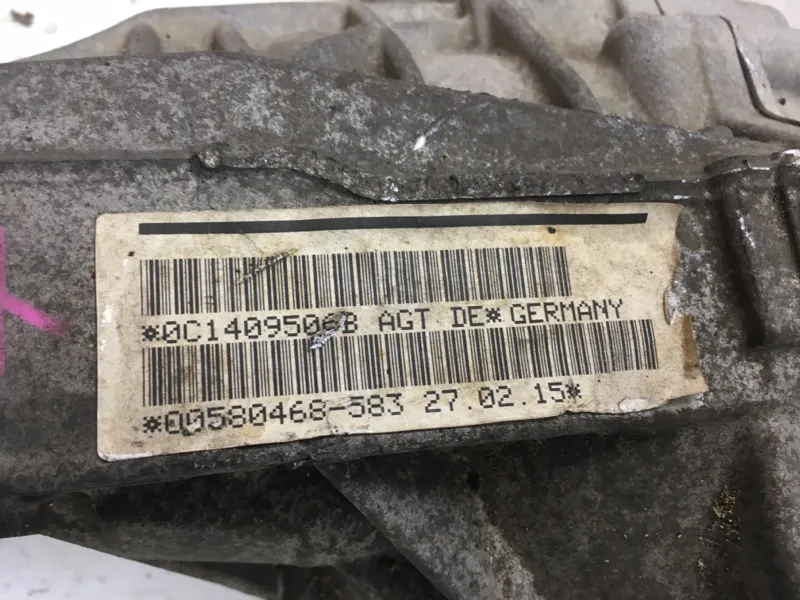 *0C1409506B AGT DE* GERMANY
*00580468-583 27.02.15*